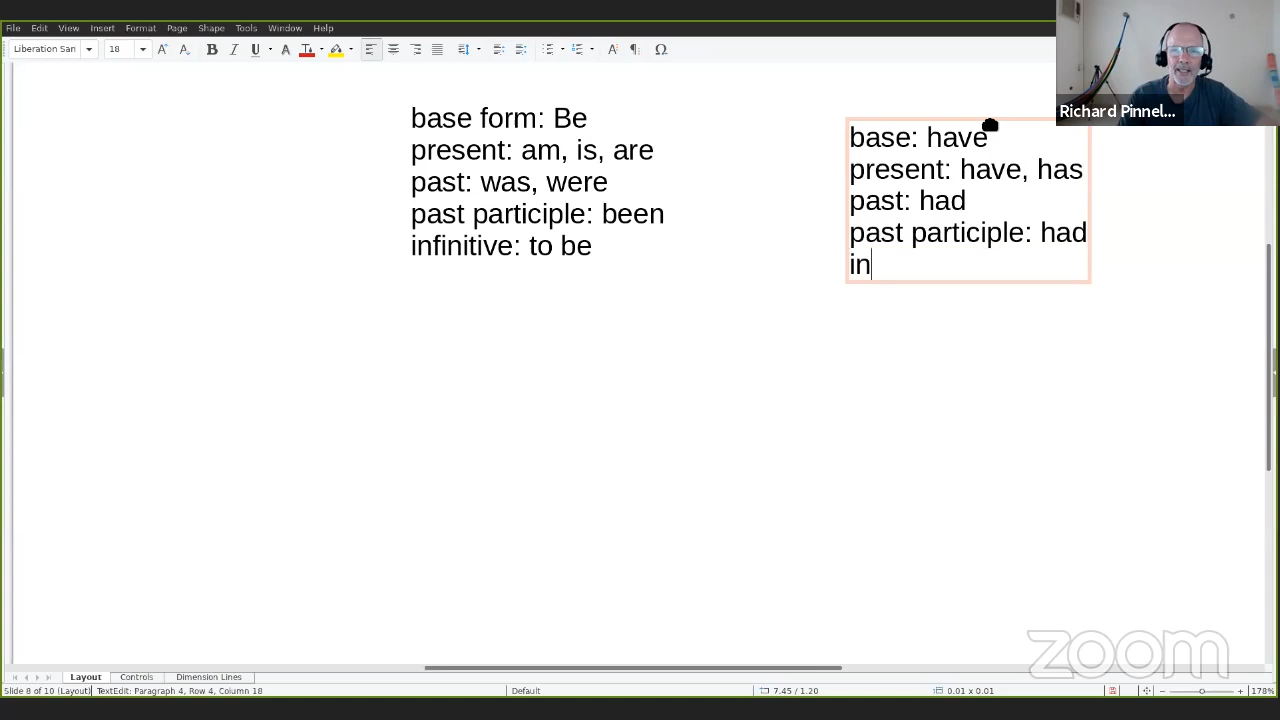 File Edit View Insert Format Page Shape Tools Window Help
Liberation San 18
base form: Be
present: am, is, are
past: was, were
past participle: been
infinitive: to be
base: have
present: have, has
past: had
past participle: had
in
Richard Pinnel...
zoom
Layout Controls Dimension Lines
Slide 8 of 10 (Layout) TextEdit: Paragraph 4, Row 4, Column 18 Default 7.45 / 1.20 0.01 x 0.01 178%